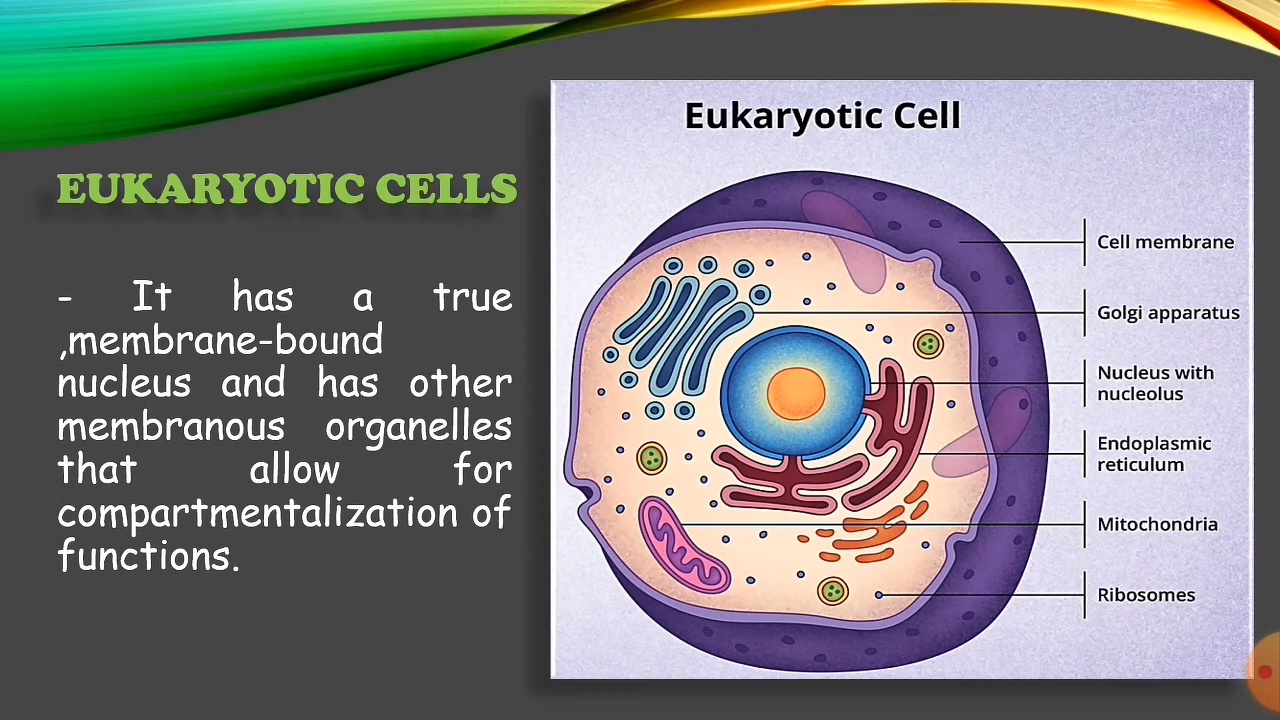 EUKARYOTIC CELLS
- It has a true
,membrane-bound
nucleus and has other
membranous organelles
that allow for
compartmentalization of
functions.
Eukaryotic Cell
Cell membrane
Golgi apparatus
Nucleus with
nucleolus
Endoplasmic
reticulum
Mitochondria
Ribosomes